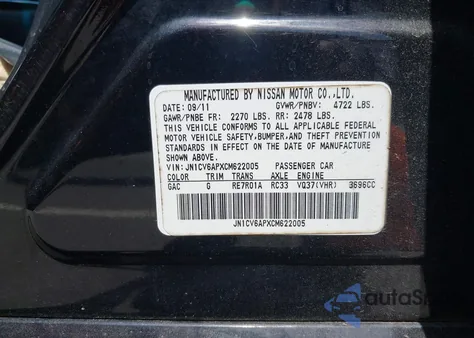 MANUFACTURED BY NISSAN MOTOR CO.,LTD.
DATE: 09/11 GVWR/PNBV: 4722 LBS.
GAWR/PNBE FR: 2270 LBS. RR: 2478 LBS.
THIS VEHICLE CONFORMS TO ALL APPLICABLE FEDERAL
MOTOR VEHICLE SAFETY,BUMPER,AND THEFT PREVENTION
STANDARDS IN EFFECT ON THE DATE OF MANUFACTURE
SHOWN ABOVE.
VIN: JN1CV6APXCM622005 PASSENGER CAR
COLOR TRIM TRANS AXLE ENGINE
GAC G RE7R01A RC33 VQ37(VHR) 3696CC
JN1CV6APXCM622005